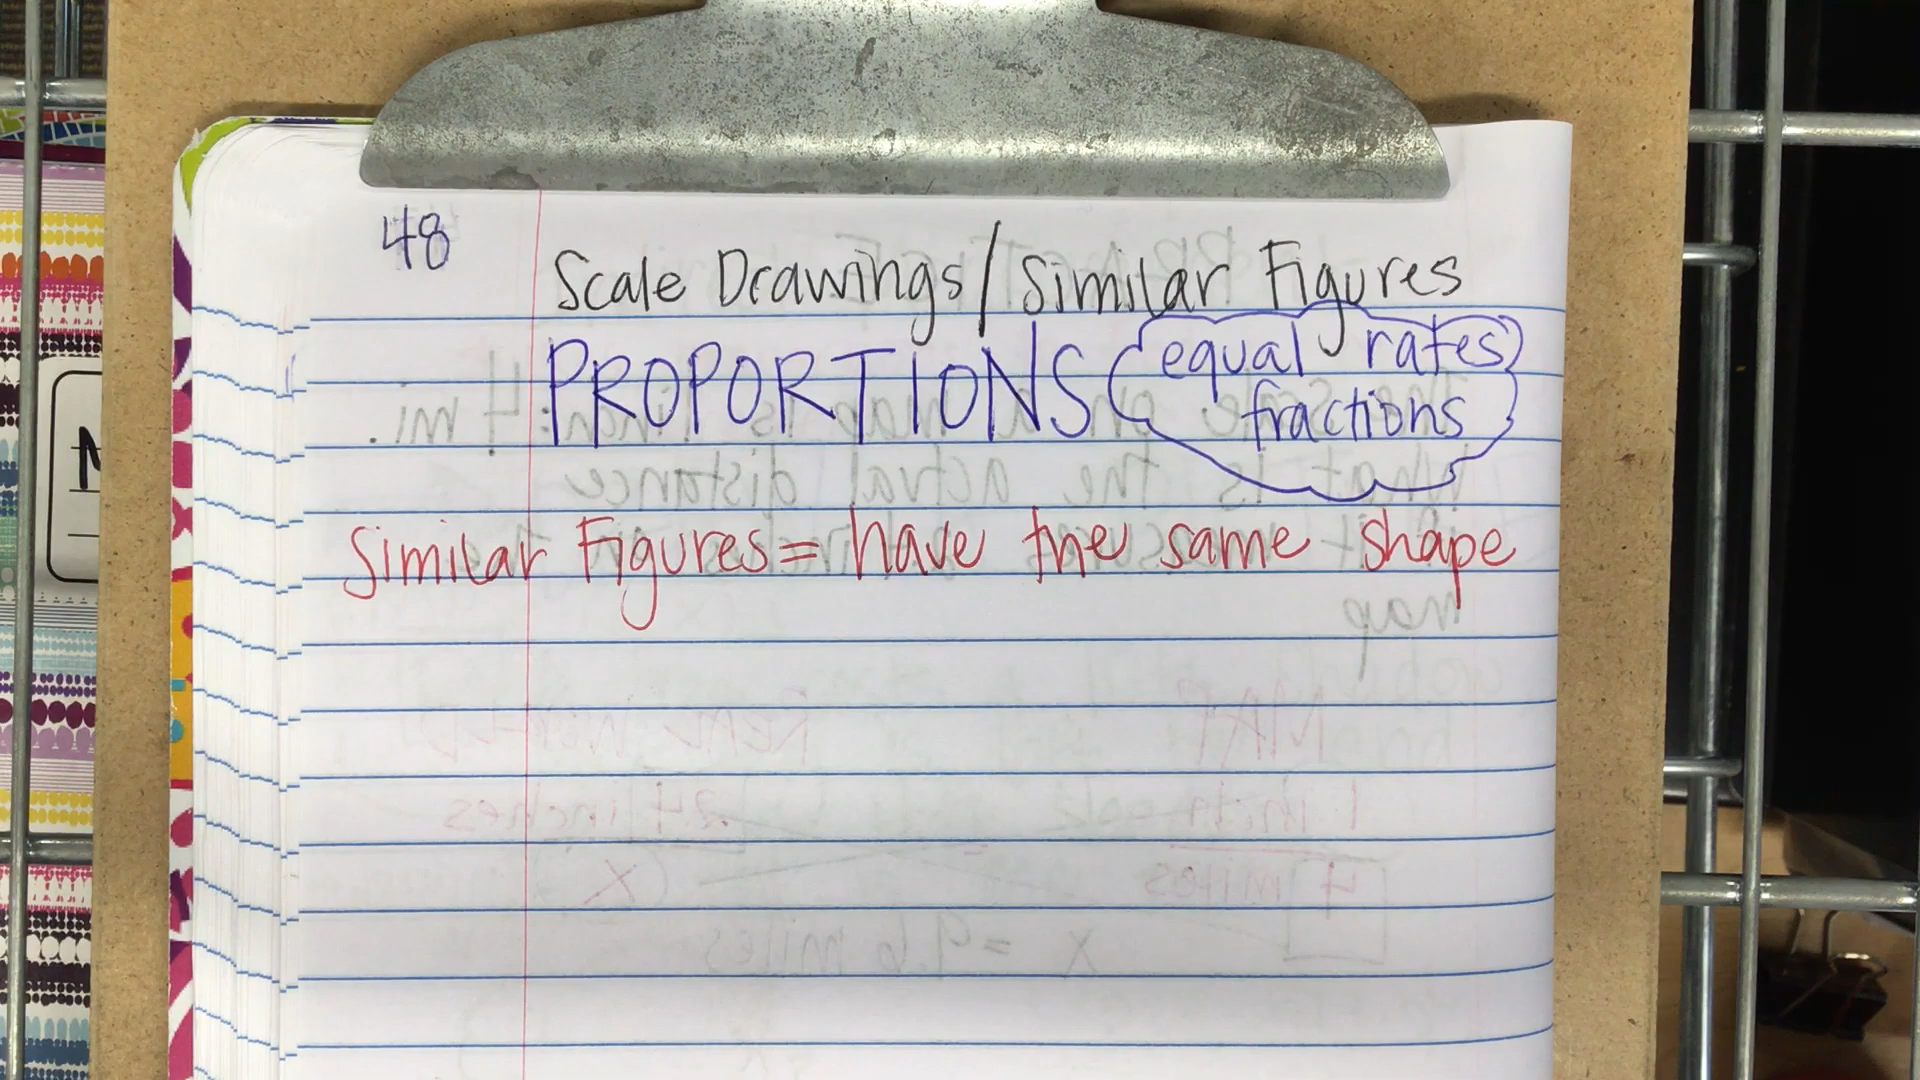 48
Scale Drawings/Similar Figures
PROPORTIONS (equal rates)
fractions
Similar Figures = have the same shape